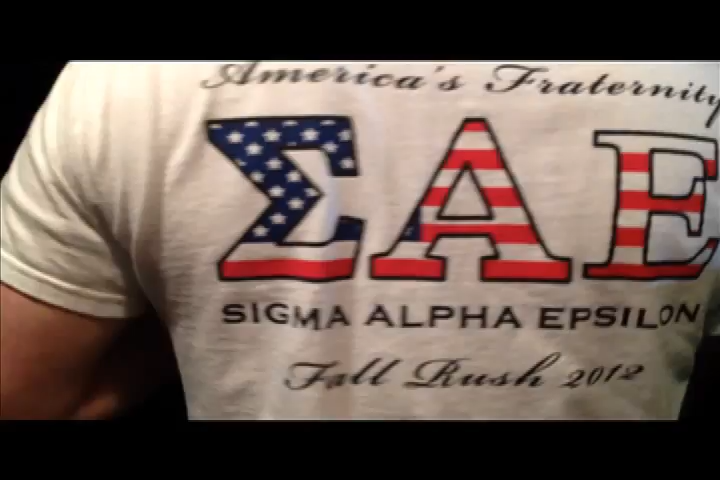 America's Fraternity
ΣΑΕ
SIGMA ALPHA EPSILON
Fall Rush 2012